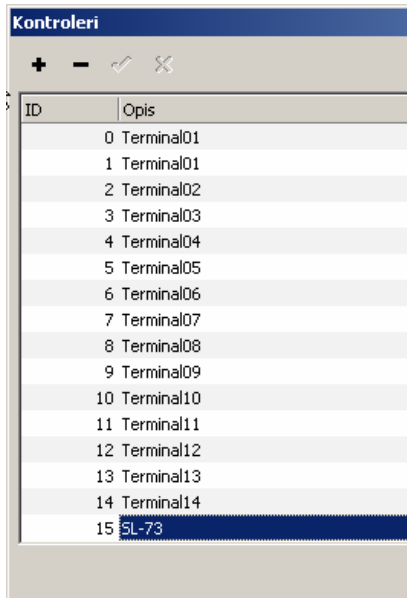 Kontroleri
ID Opis
0 Terminal01
1 Terminal01
2 Terminal02
3 Terminal03
4 Terminal04
5 Terminal05
6 Terminal06
7 Terminal07
8 Terminal08
9 Terminal09
10 Terminal10
11 Terminal11
12 Terminal12
13 Terminal13
14 Terminal14
15 SL-73